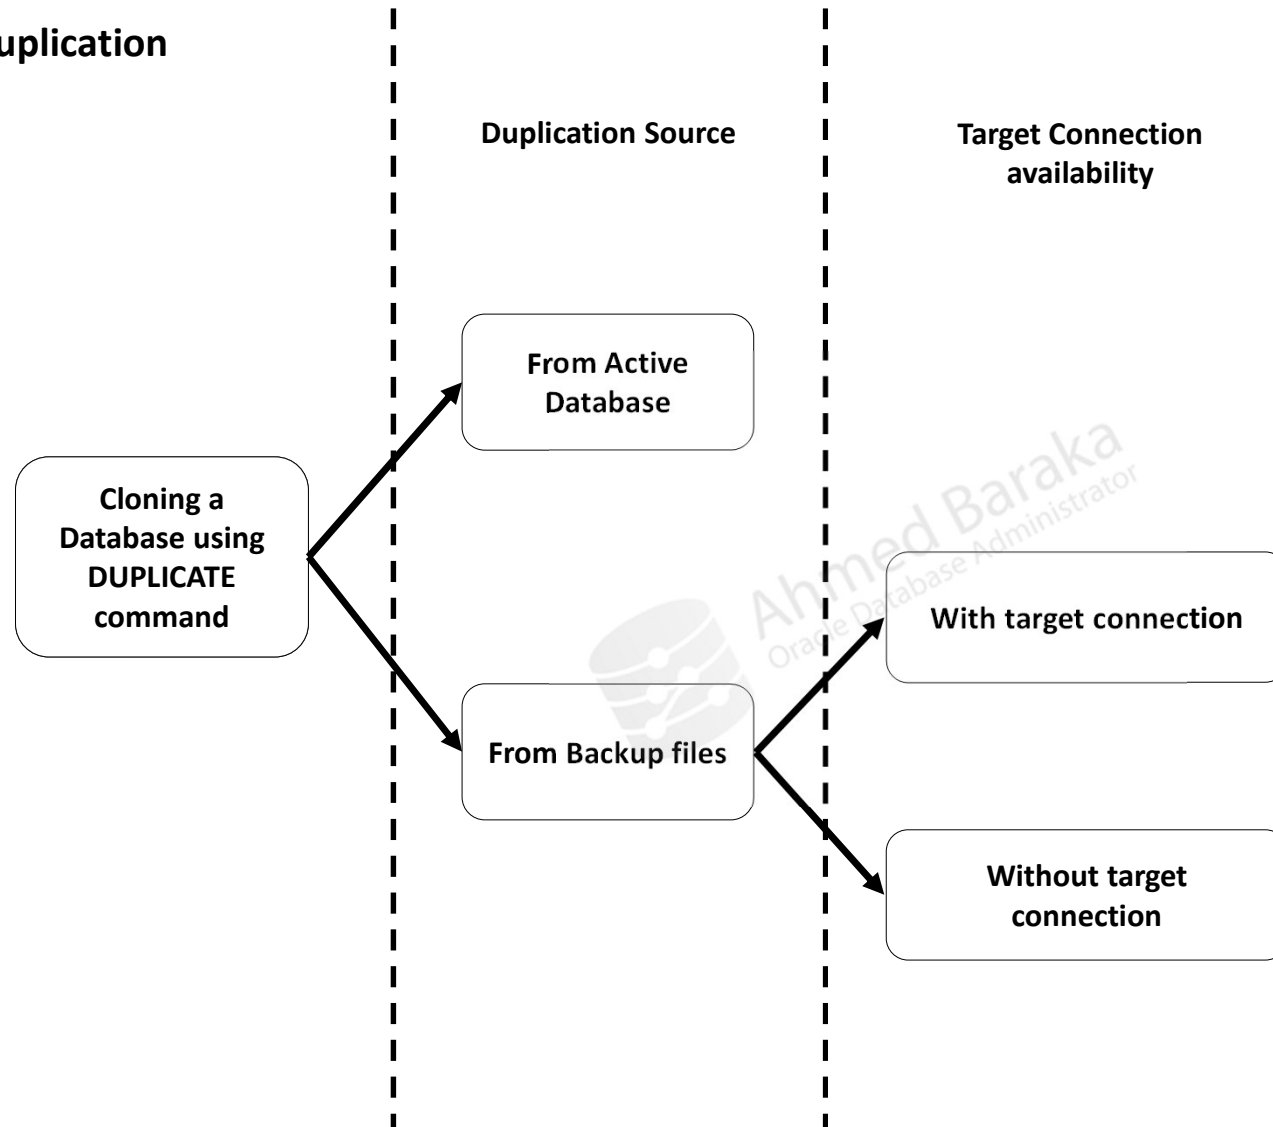 uplication
Duplication Source
Target Connection
availability
From Active
Database
Cloning a
Database using
DUPLICATE
command
Ahmed Baraka
Oracle Database Administrator
With target connection
From Backup files
Without target
connection